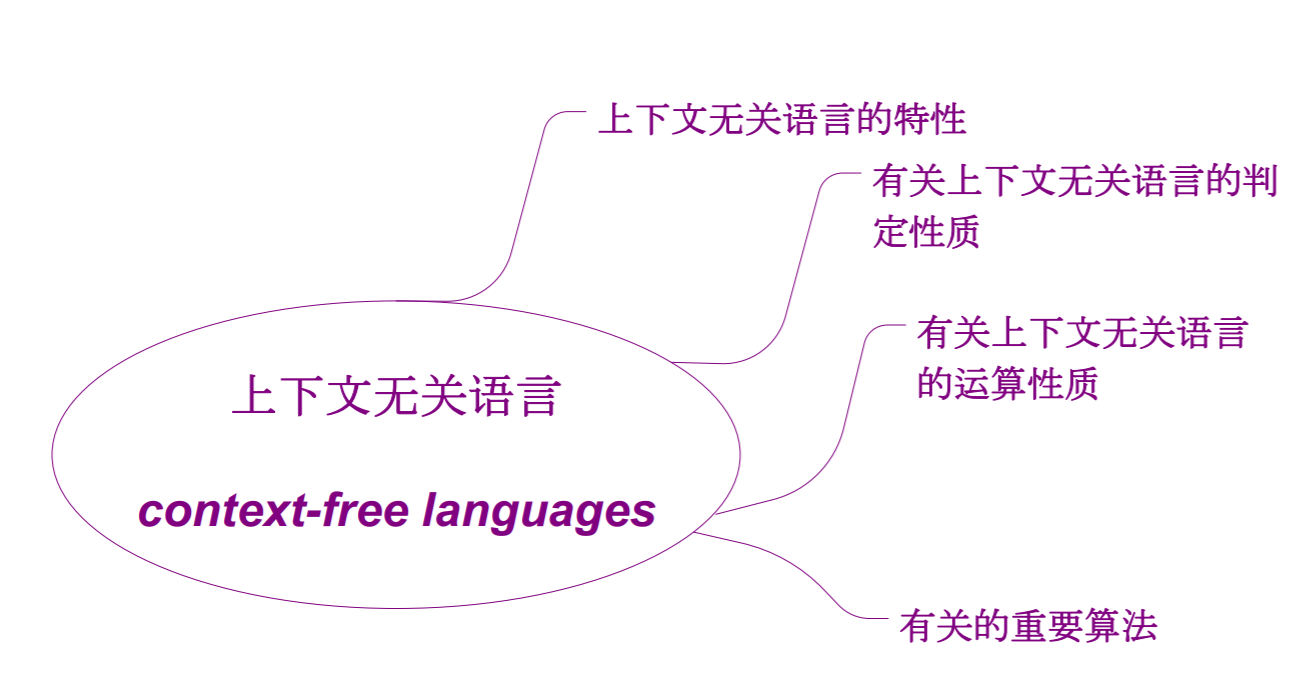 上下文无关语言的特性
有关上下文无关语言的判
定性质
有关上下文无关语言
的运算性质
上下文无关语言
context-free languages
有关的重要算法